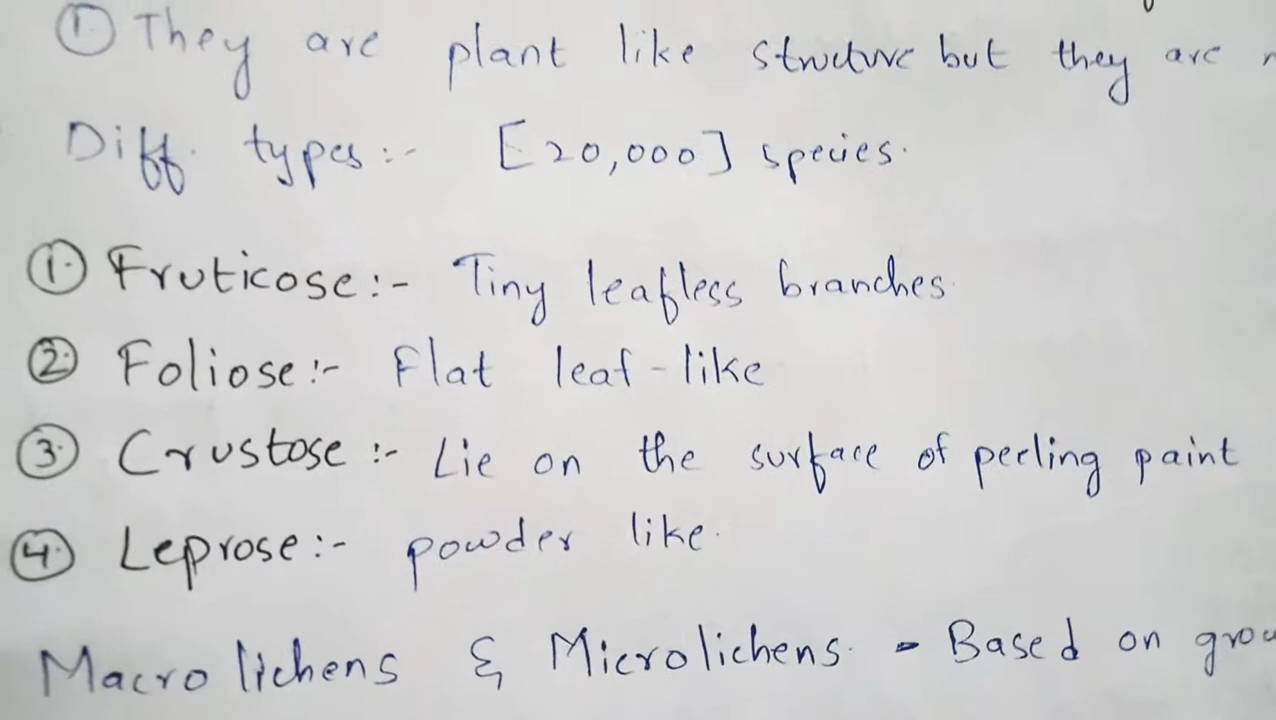 ① They are plant like structure but they are
Diff. types:- [20,000] species.
① Fruticose:- Tiny leafless branches.
② Foliose:- Flat leaf-like
③ Crustose:- Lie on the surface of peeling paint
④ Leprose:- powder like.
Macrolichens & Microlichens. - Based on grou